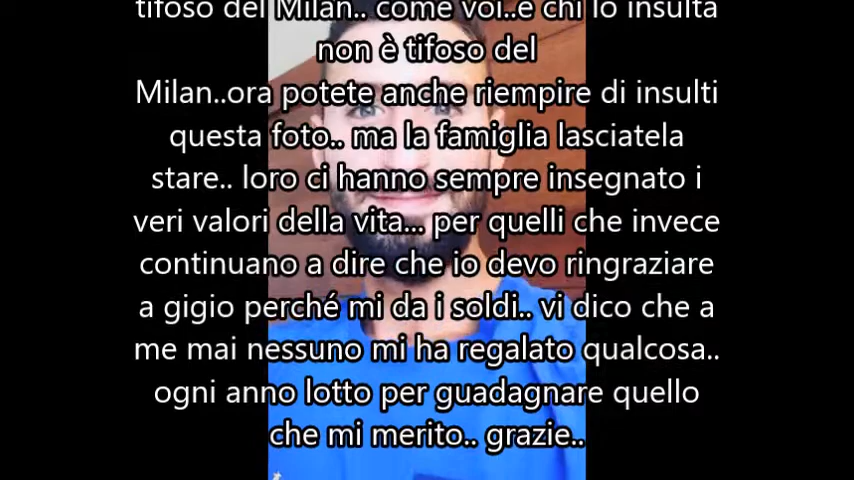 tifoso del Milan.. come voi..e chi lo insulta
non è tifoso del
Milan..ora potete anche riempire di insulti
questa foto.. ma la famiglia lasciatela
stare.. loro ci hanno sempre insegnato i
veri valori della vita... per quelli che invece
continuano a dire che io devo ringraziare
a gigio perché mi da i soldi.. vi dico che a
me mai nessuno mi ha regalato qualcosa..
ogni anno lotto per guadagnare quello
che mi merito.. grazie..